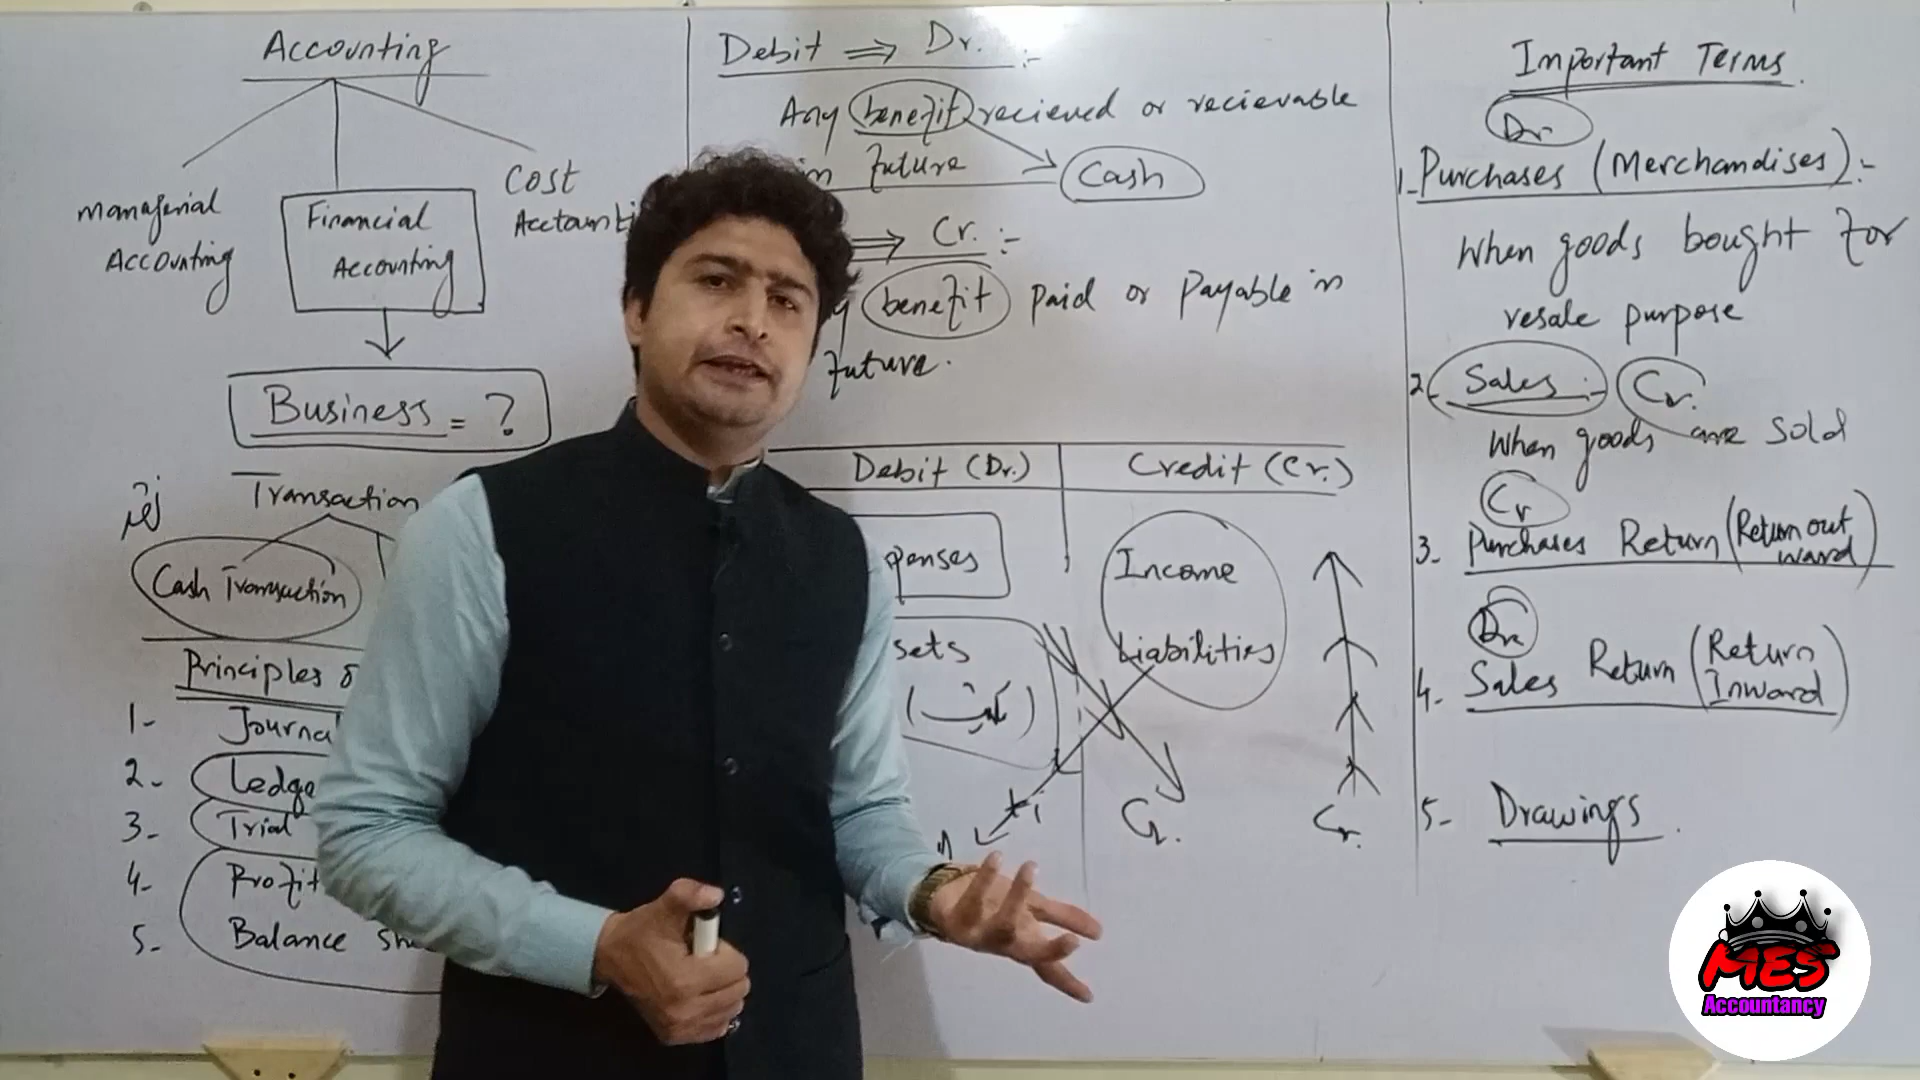 Accounting
Managerial
Accounting
Financial
Accounting
Cost
Business = ?
Transaction
Cash Transaction
Principles
1- Journal
2- Ledge
3- Trial
4- Profit
5- Balance Sh
Debit ⇒ Dr. :-
Any benefit recieved or recievable
in future
Cash
⇒ Cr. :-
benefit paid or payable in
future.
Debit (Dr.) Credit (Cr.)
penses Income
sets Liabilities
Cr. Cr.
Important Terms
Dr
1- Purchases (Merchandises):-
When goods bought for
resale purpose
2- Sales :- Cr.
When goods are sold
Cr
3- Purchases Return (Return out
ward)
Dr
4- Sales Return (Return
Inward)
5- Drawings.
MES
Accountancy